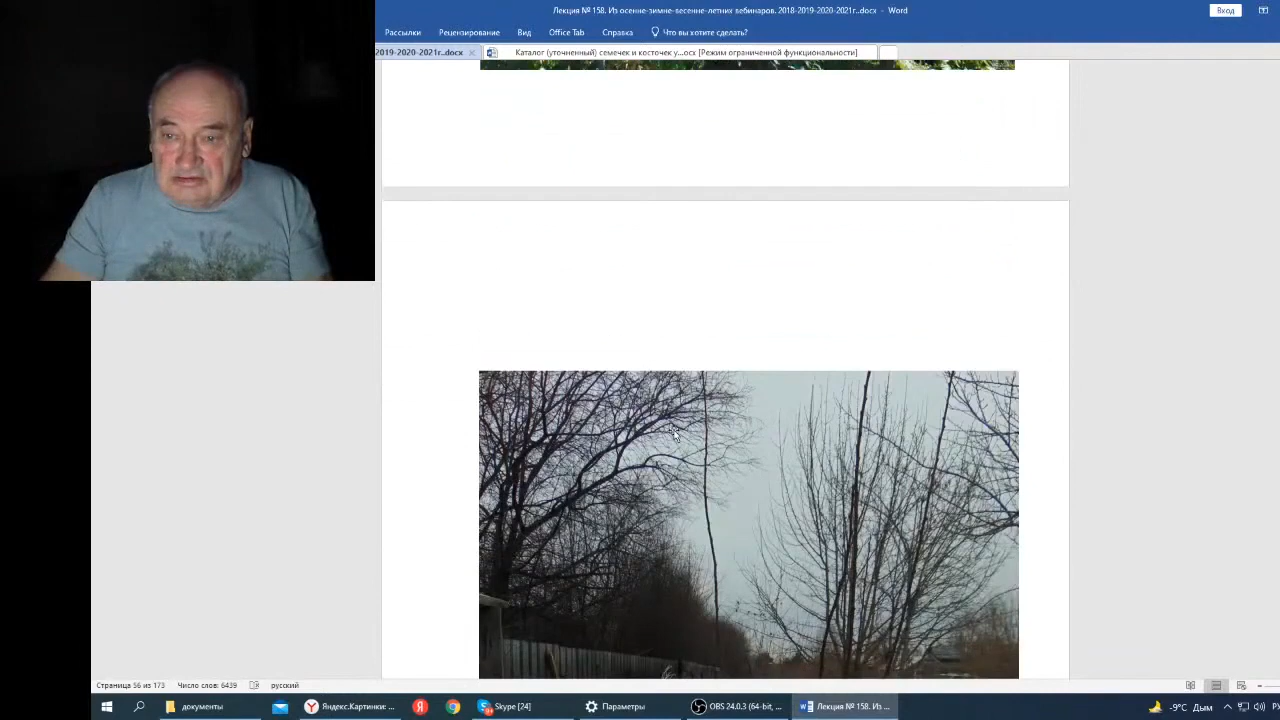 Лекция № 158. Из осенне-зимне-весенне-летних вебинаров. 2018-2019-2020-2021г..docx - Word
Вход
Рассылки Рецензирование Вид Office Tab Справка Что вы хотите сделать?
2019-2020-2021г..docx
Каталог (уточненный) семечек и косточек у...осх [Режим ограниченной функциональности]
Страница 56 из 173 Число слов: 6439 русский
документы
Яндекс.Картинки: ...
Skype [24]
Параметры
OBS 24.0.3 (64-bit, ...
Лекция № 158. Из ...
-9°C Дым